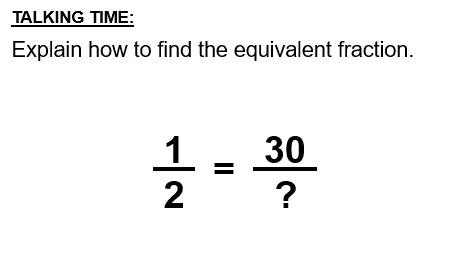 TALKING TIME:
Explain how to find the equivalent fraction.
1 = 30
2 ?